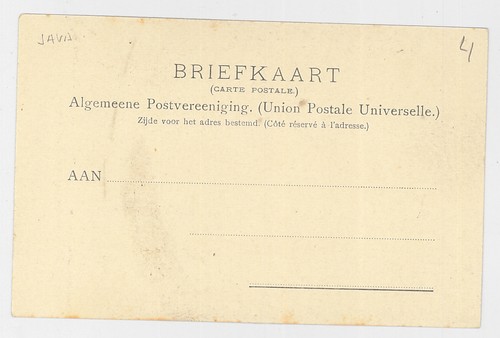 JAVA.
4
BRIEFKAART
(CARTE POSTALE.)
Algemeene Postvereeniging. (Union Postale Universelle.)
Zijde voor het adres bestemd. (Côté réservé à l'adresse.)
AAN